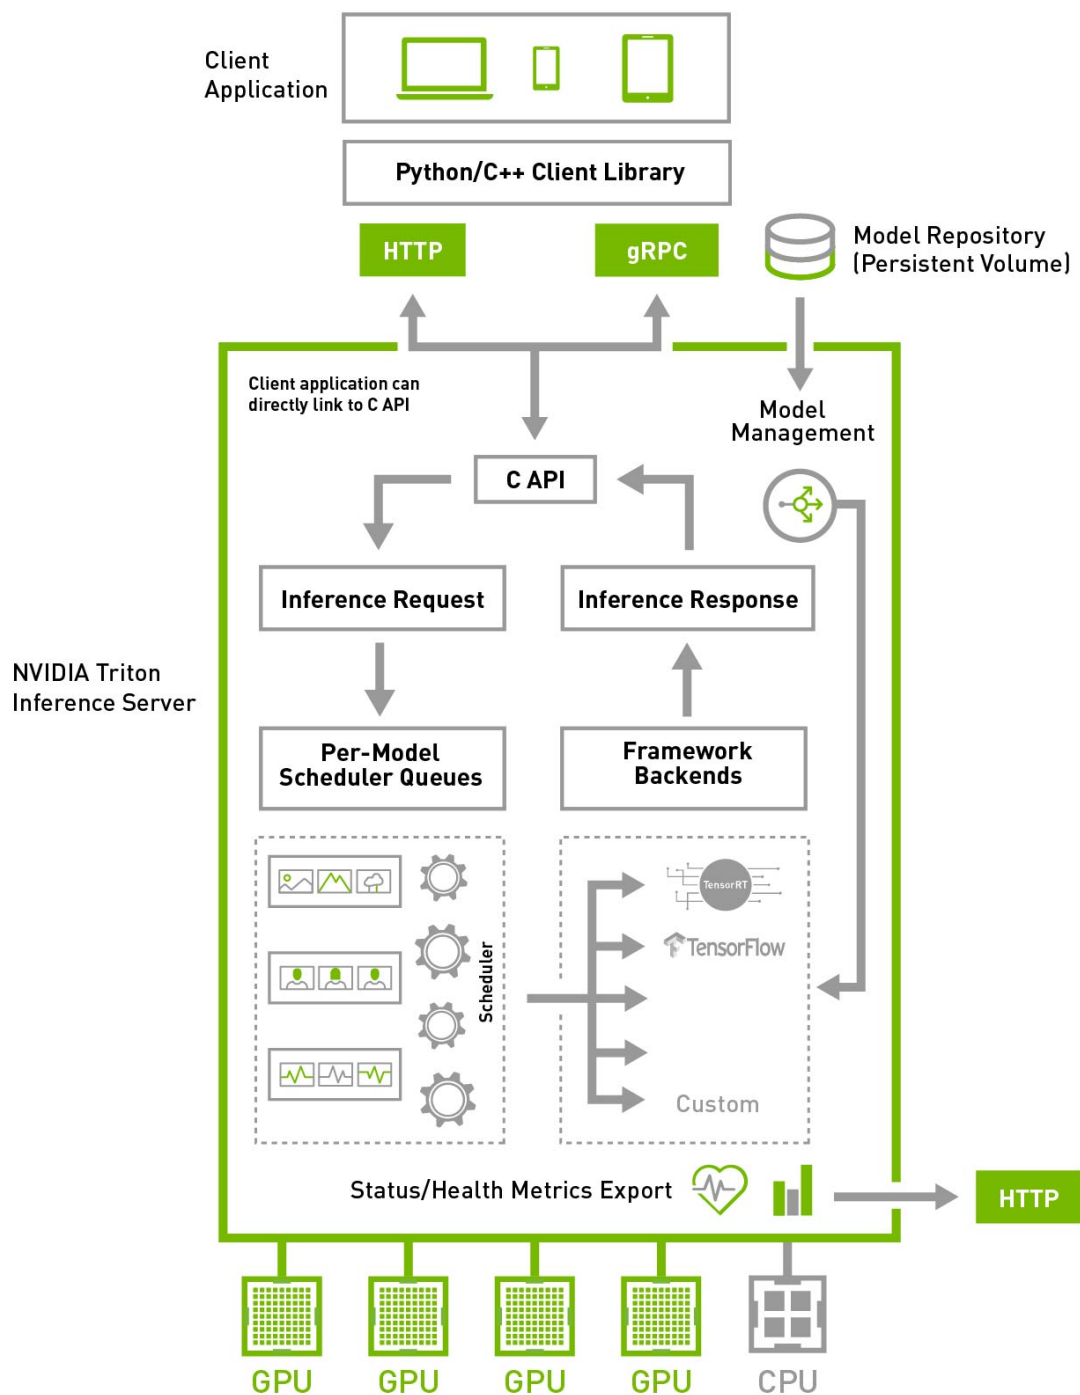 Client
Application
Python/C++ Client Library
HTTP
gRPC
Model Repository
(Persistent Volume)
Client application can
directly link to C API
Model
Management
C API
Inference Request
Inference Response
NVIDIA Triton
Inference Server
Per-Model
Scheduler Queues
Framework
Backends
TensorRT
TensorFlow
Scheduler
Custom
Status/Health Metrics Export
HTTP
GPU
GPU
GPU
GPU
CPU